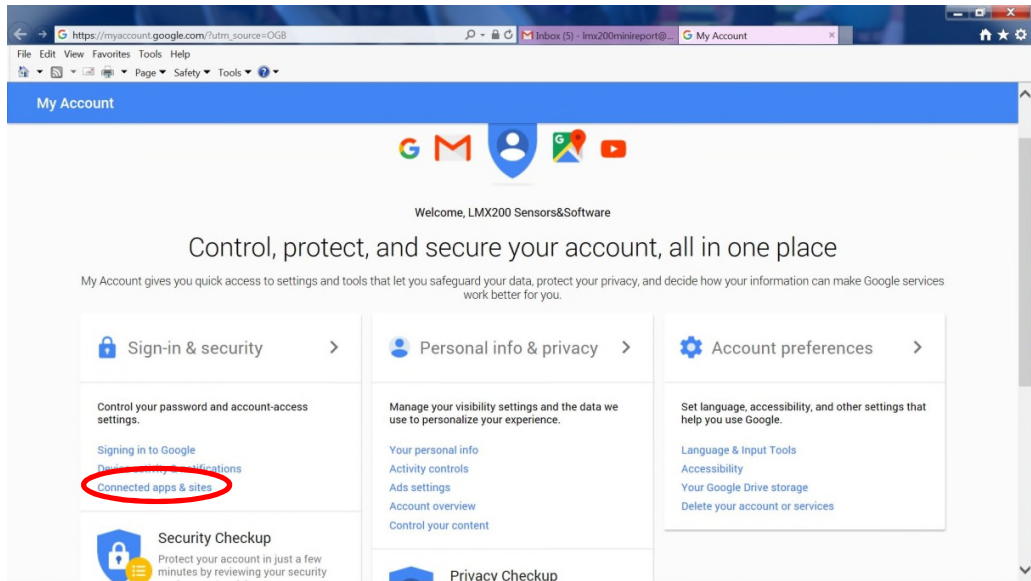 https://myaccount.google.com/?utm_source=OGB
Inbox (5) - lmx200minireport@...
G My Account
File Edit View Favorites Tools Help
Page Safety Tools
My Account
Welcome, LMX200 Sensors&Software
Control, protect, and secure your account, all in one place
My Account gives you quick access to settings and tools that let you safeguard your data, protect your privacy, and decide how your information can make Google services
work better for you.
Sign-in & security
Control your password and account-access
settings.
Signing in to Google
Device activity & notifications
Connected apps & sites
Security Checkup
Protect your account in just a few
minutes by reviewing your security
Personal info & privacy
Manage your visibility settings and the data we
use to personalize your experience.
Your personal info
Activity controls
Ads settings
Account overview
Control your content
Privacy Checkup
Account preferences
Set language, accessibility, and other settings that
help you use Google.
Language & Input Tools
Accessibility
Your Google Drive storage
Delete your account or services